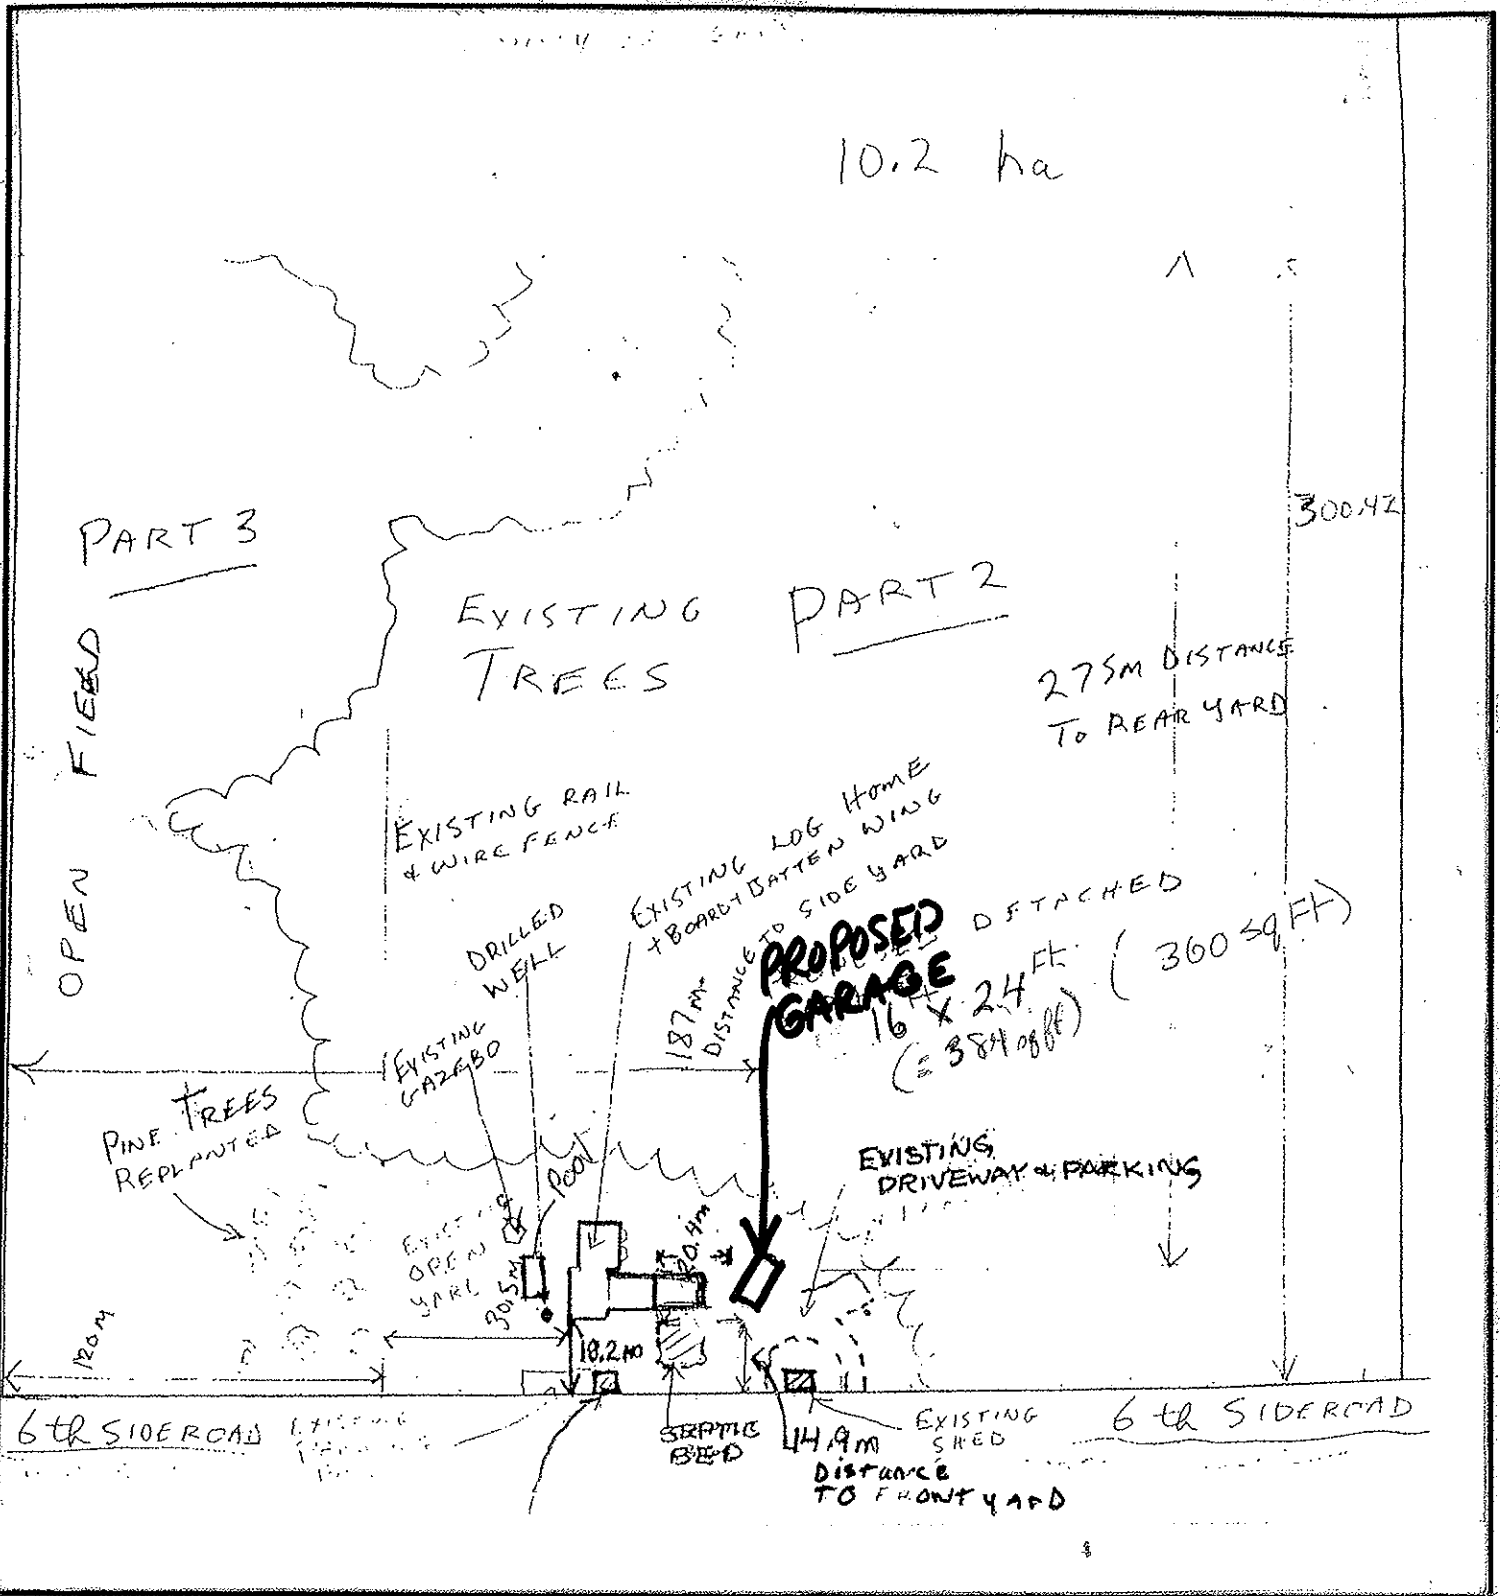 10.2 ha
300.42
PART 3
EXISTING
TREES
PART 2
OPEN FIELD
275M DISTANCE
TO REAR YARD
EXISTING RAIL
& WIRE FENCE
EXISTING LOG HOME
+ BOARD + BATTEN WING
187m
DISTANCE TO SIDE YARD
DRILLED
WELL
PROPOSED
GARAGE
DETACHED
16 Ft X 24 Ft (360 sq Ft)
(= 384 sq ft)
EXISTING
GAZEBO
PINE TREES
REPLANTED
POOL
EXISTING
DRIVEWAY & PARKING
EXISTING
OPEN
YARD
30.5M
20.4m
120M
18.2m
6th SIDEROAD
EXISTING
SEPTIC
BED
14.9m
DISTANCE
TO FRONT YARD
EXISTING
SHED
6th SIDEROAD